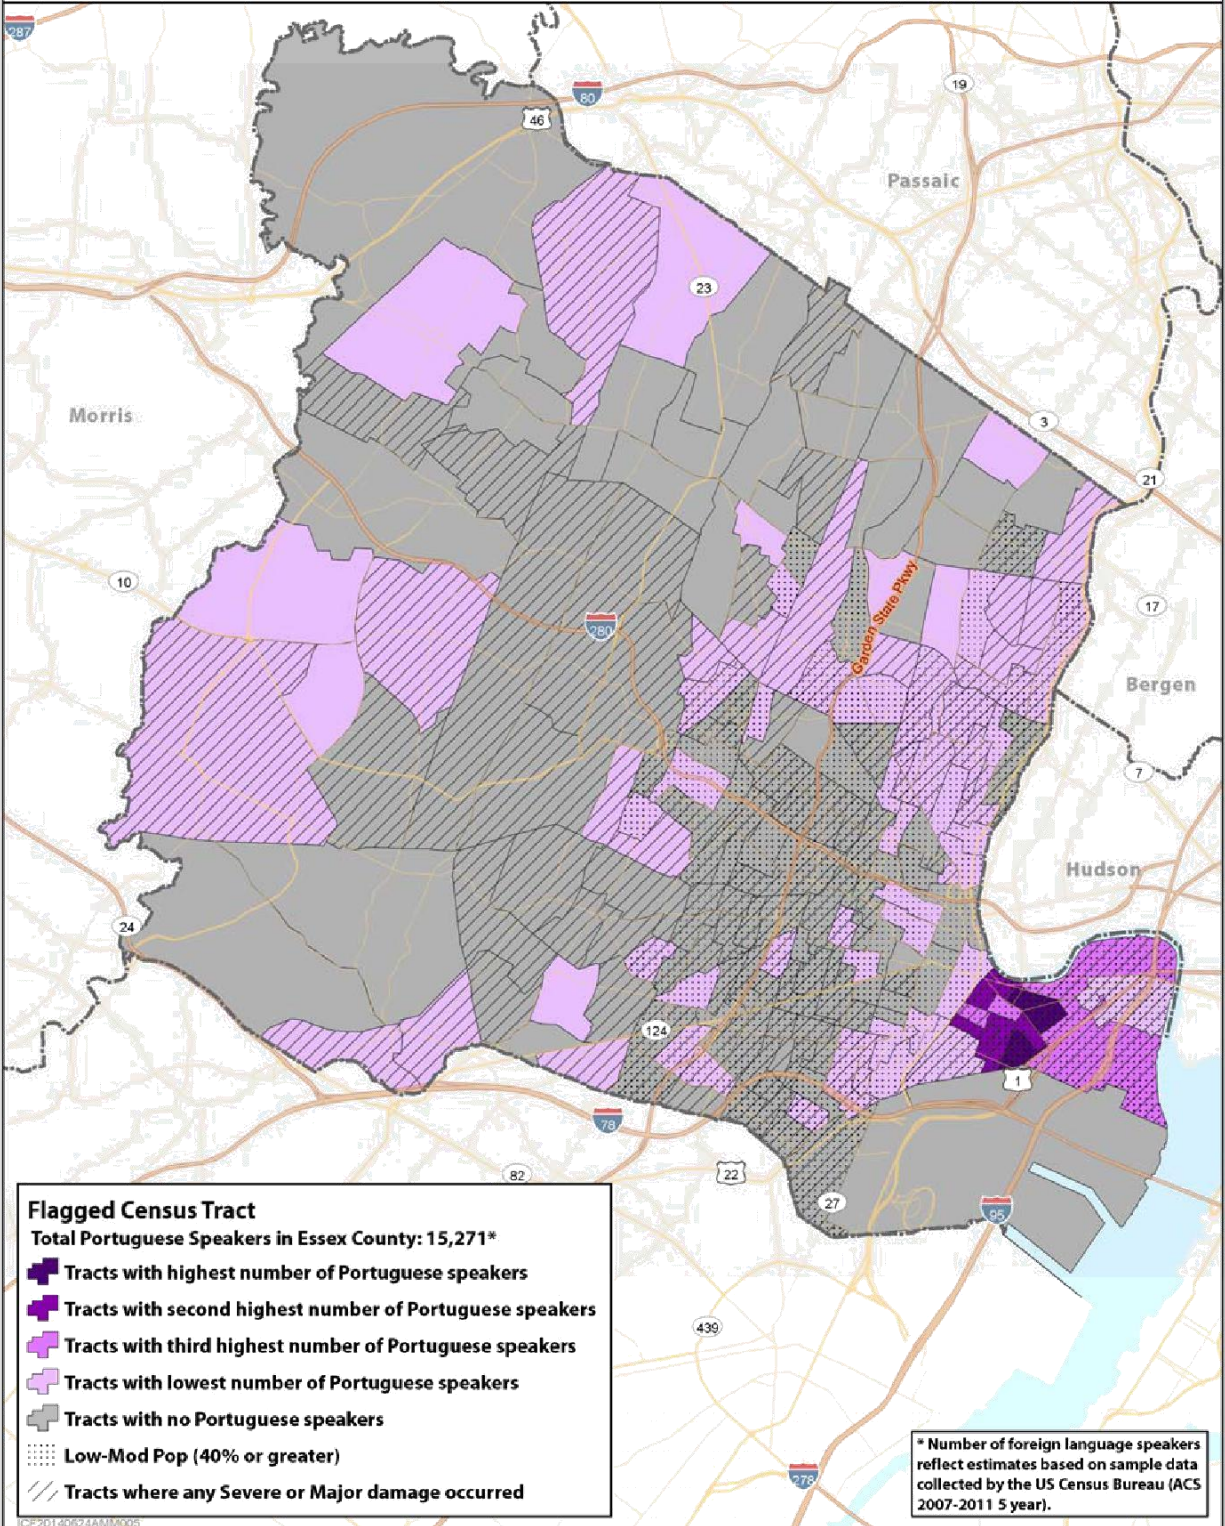 287
80
46
19
Passaic
23
Morris
3
21
10
17
Garden State Pkwy
280
Bergen
7
Hudson
24
124
1
78
82
22
27
95
439
278
Flagged Census Tract
Total Portuguese Speakers in Essex County: 15,271*
Tracts with highest number of Portuguese speakers
Tracts with second highest number of Portuguese speakers
Tracts with third highest number of Portuguese speakers
Tracts with lowest number of Portuguese speakers
Tracts with no Portuguese speakers
Low-Mod Pop (40% or greater)
Tracts where any Severe or Major damage occurred
* Number of foreign language speakers
reflect estimates based on sample data
collected by the US Census Bureau (ACS
2007-2011 5 year).